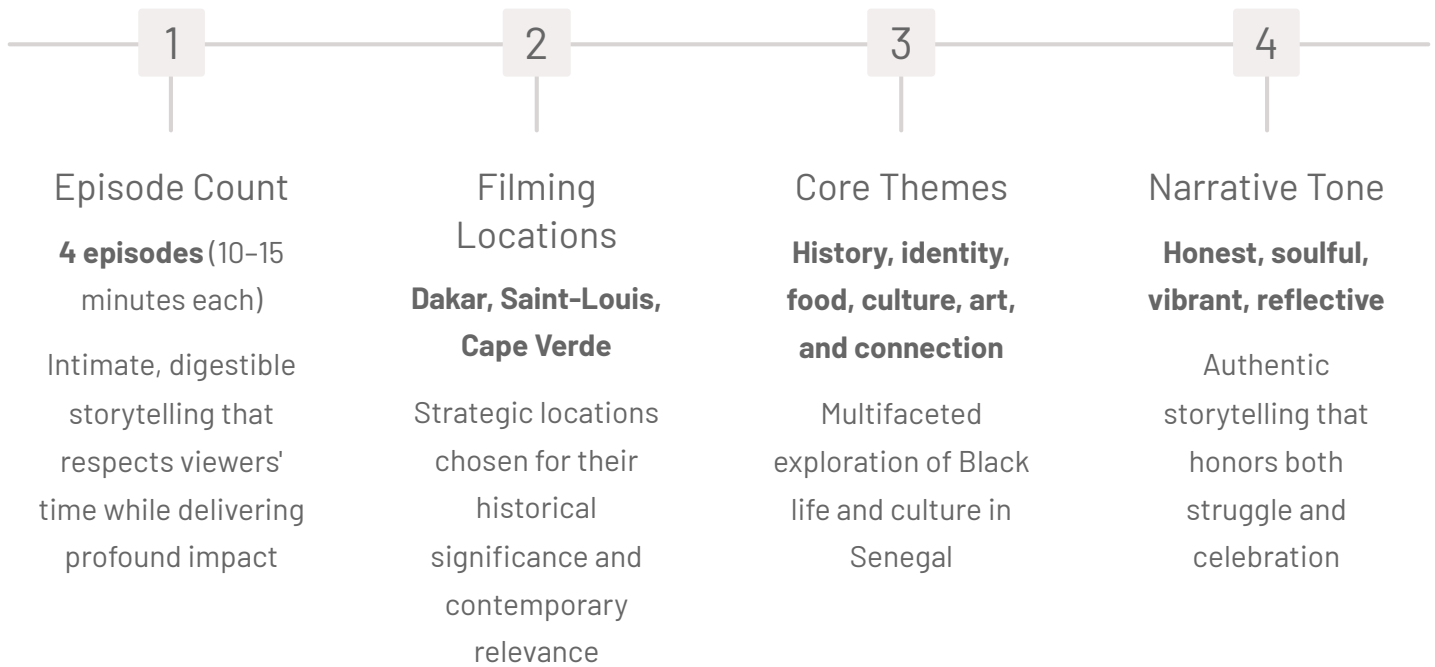 1
Episode Count
4 episodes (10–15
minutes each)
Intimate, digestible
storytelling that
respects viewers'
time while delivering
profound impact
2
Filming
Locations
Dakar, Saint-Louis,
Cape Verde
Strategic locations
chosen for their
historical
significance and
contemporary
relevance
3
Core Themes
History, identity,
food, culture, art,
and connection
Multifaceted
exploration of Black
life and culture in
Senegal
4
Narrative Tone
Honest, soulful,
vibrant, reflective
Authentic
storytelling that
honors both
struggle and
celebration